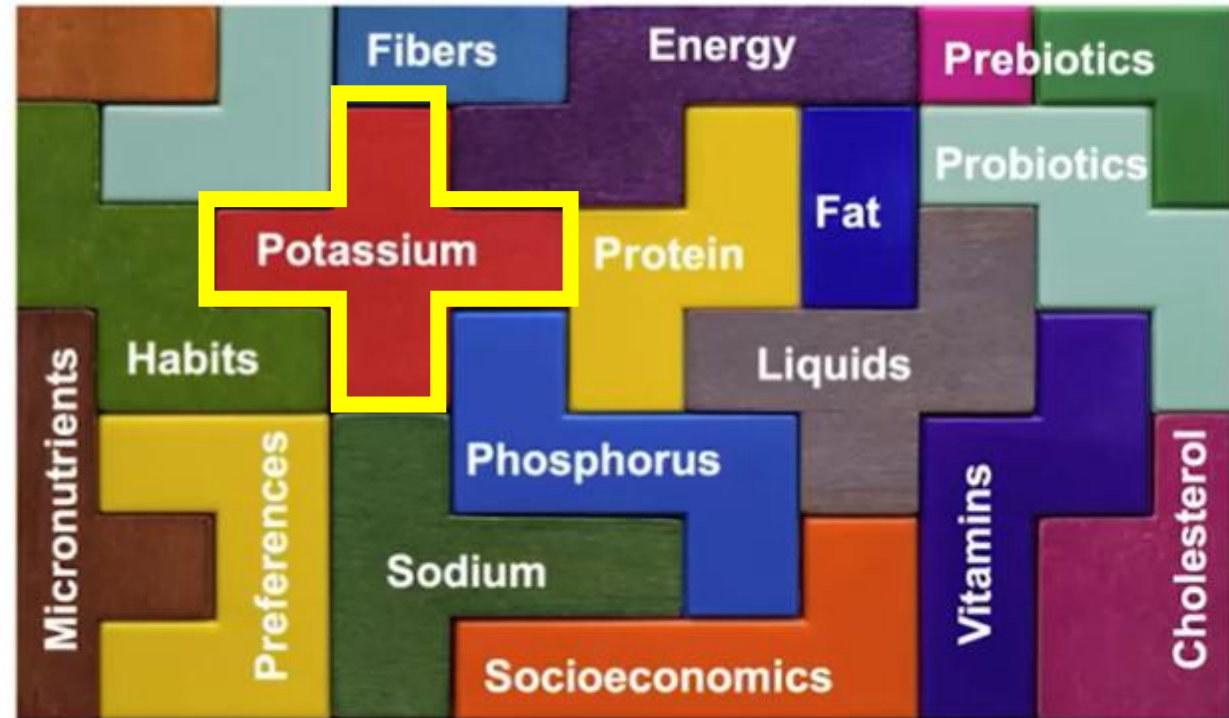 Fibers
Energy
Prebiotics
Probiotics
Fat
Potassium
Protein
Habits
Liquids
Micronutrients
Preferences
Phosphorus
Vitamins
Cholesterol
Sodium
Socioeconomics